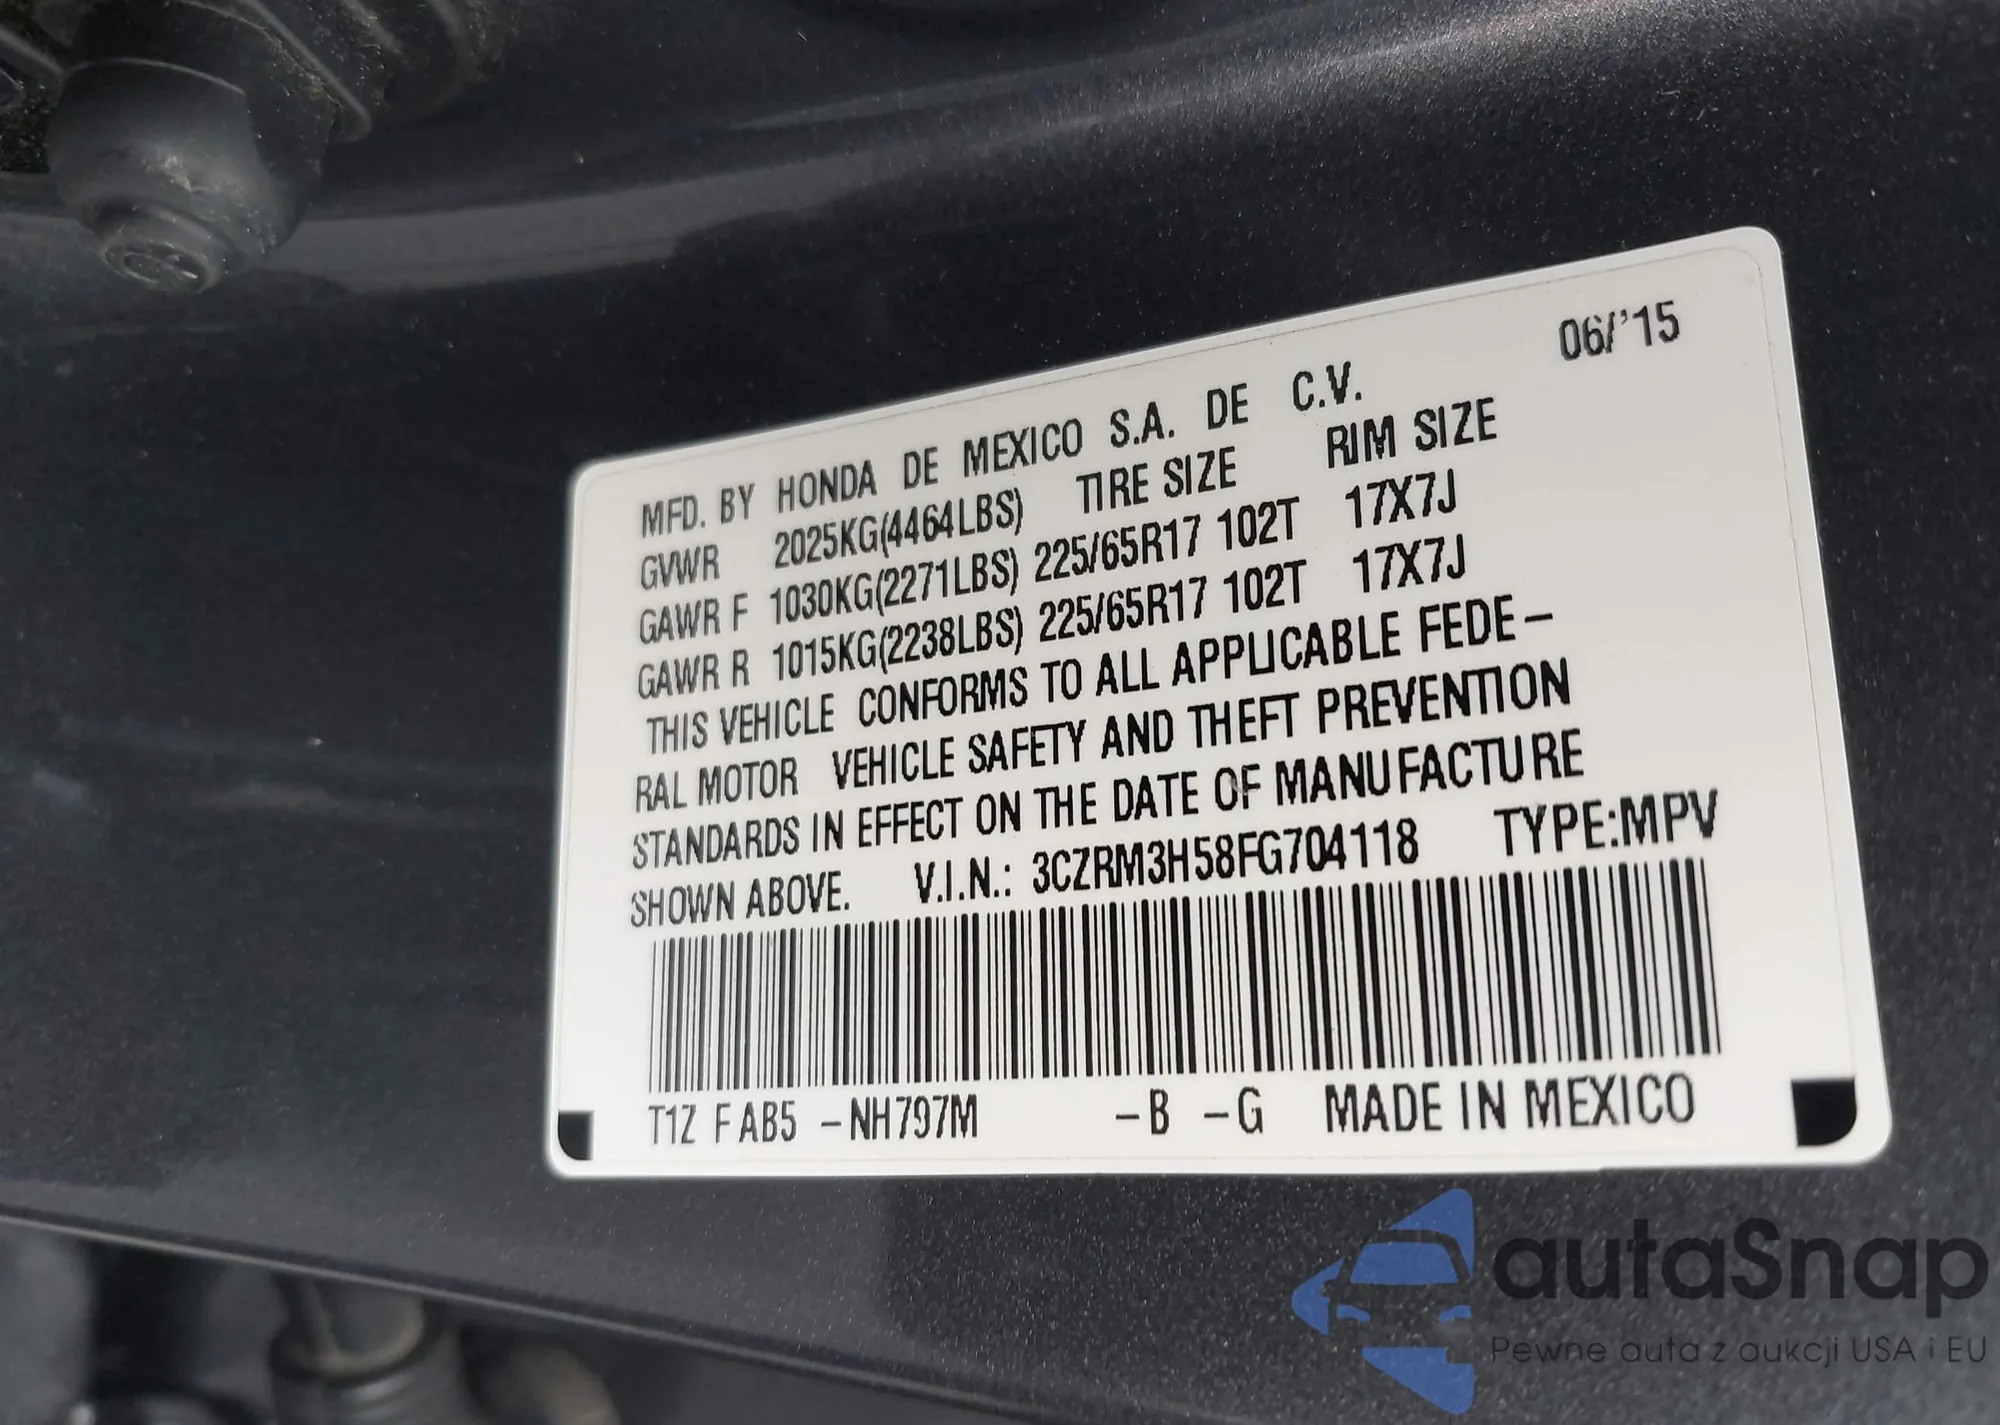 06/'15
MFD. BY HONDA DE MEXICO S.A. DE C.V.
GVWR 2025KG(4464LBS) TIRE SIZE RIM SIZE
GAWR F 1030KG(2271LBS) 225/65R17 102T 17X7J
GAWR R 1015KG(2238LBS) 225/65R17 102T 17X7J
THIS VEHICLE CONFORMS TO ALL APPLICABLE FEDE–
RAL MOTOR VEHICLE SAFETY AND THEFT PREVENTION
STANDARDS IN EFFECT ON THE DATE OF MANUFACTURE
SHOWN ABOVE. V.I.N.: 3CZRM3H58FG704118 TYPE:MPV
T1Z F AB5 –NH797M –B –G MADE IN MEXICO
autaSnap
Pewne auta z aukcji USA i EU